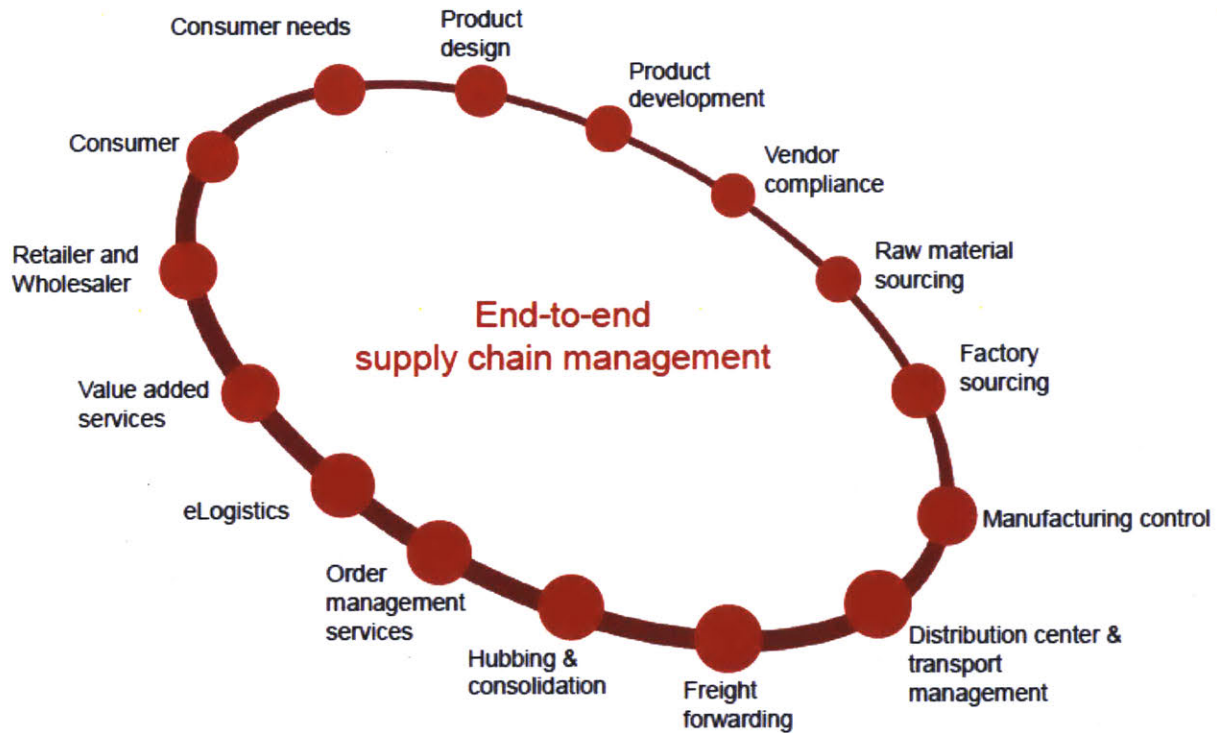 Consumer needs
Product
design
Product
development
Vendor
compliance
Raw material
sourcing
Factory
sourcing
Manufacturing control
Distribution center &
transport
management
Freight
forwarding
Hubbing &
consolidation
Order
management
services
eLogistics
Value added
services
Retailer and
Wholesaler
Consumer
End-to-end
supply chain management